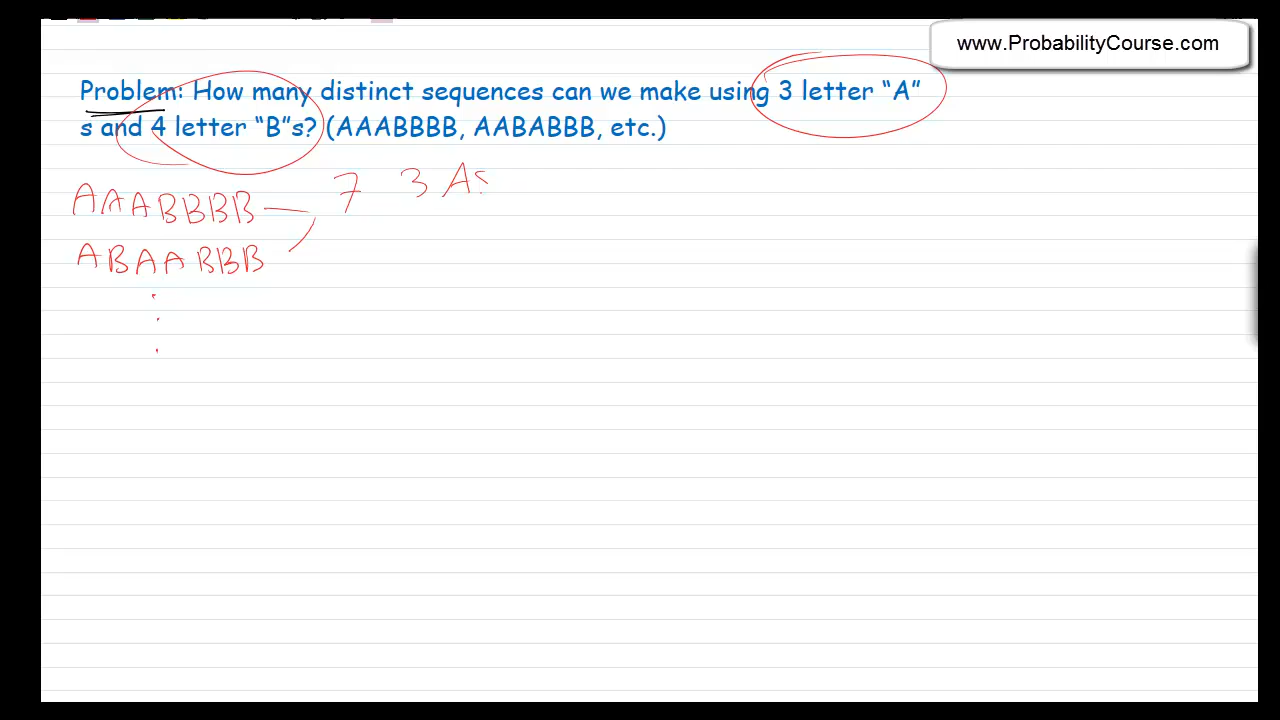 www.ProbabilityCourse.com
Problem: How many distinct sequences can we make using 3 letter “A”
s and 4 letter “B”s? (AAABBBB, AABABBB, etc.)
AAABBBB 7 3 As
ABAABBB